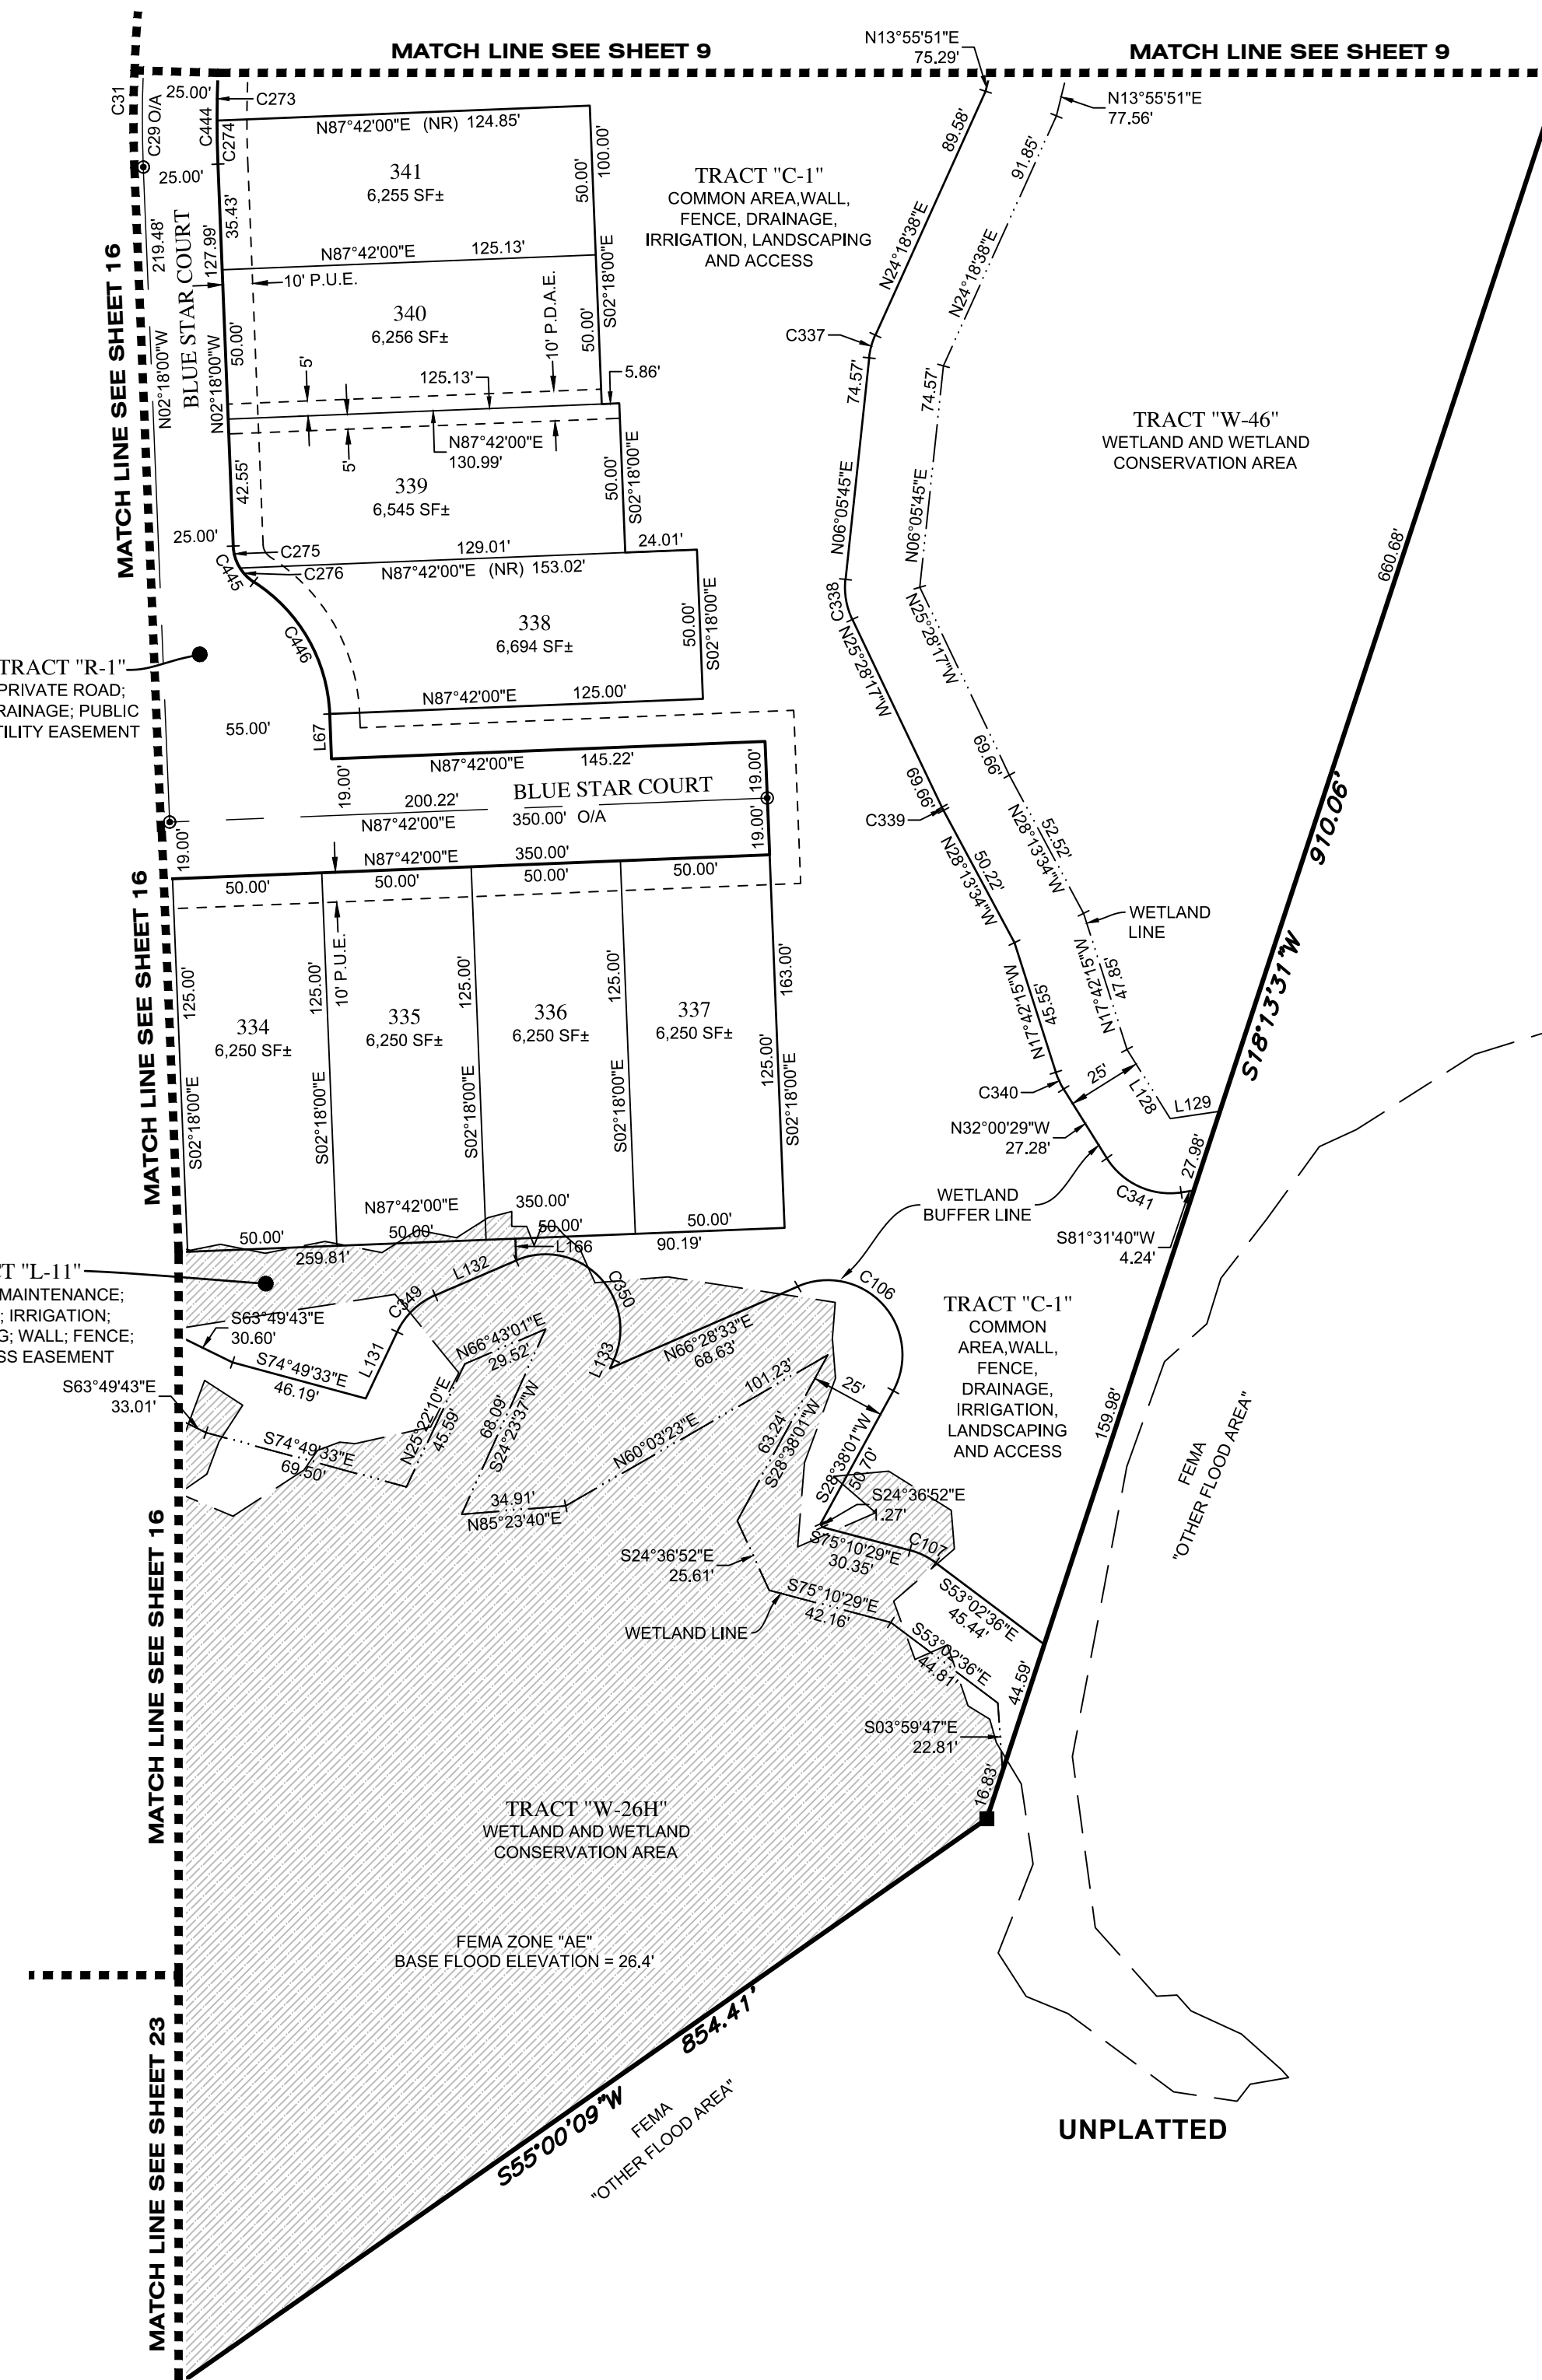 MATCH LINE SEE SHEET 9
MATCH LINE SEE SHEET 9
N13°55'51"E
75.29'
N13°55'51"E
77.56'
C31
C29 O/A
25.00'
C444
C273
C274
25.00'
N87°42'00"E (NR) 124.85'
341
6,255 SF±
50.00'
100.00'
35.43'
127.99'
219.48'
BLUE STAR COURT
N02°18'00"W
N02°18'00"W
MATCH LINE SEE SHEET 16
N87°42'00"E 125.13'
10' P.U.E.
340
6,256 SF±
50.00'
50.00'
10' P.D.A.E.
S02°18'00"E
5'
125.13'
5.86'
N87°42'00"E
130.99'
5'
339
6,545 SF±
42.55'
50.00'
S02°18'00"E
25.00'
C275
C276
C445
129.01'
24.01'
N87°42'00"E (NR) 153.02'
338
6,694 SF±
50.00'
S02°18'00"E
C446
N87°42'00"E 125.00'
TRACT "R-1"
PRIVATE ROAD;
RAINAGE; PUBLIC
TILITY EASEMENT
55.00'
L67
N87°42'00"E 145.22'
19.00'
19.00'
BLUE STAR COURT
200.22'
N87°42'00"E 350.00' O/A
19.00'
19.00'
N87°42'00"E 350.00'
50.00'
50.00'
50.00'
50.00'
MATCH LINE SEE SHEET 16
10' P.U.E.
125.00'
125.00'
125.00'
125.00'
163.00'
125.00'
334
6,250 SF±
335
6,250 SF±
336
6,250 SF±
337
6,250 SF±
S02°18'00"E
S02°18'00"E
S02°18'00"E
S02°18'00"E
S02°18'00"E
N87°42'00"E 350.00'
50.00'
50.00'
50.00'
50.00'
259.81'
L166
90.19'
TRACT "C-1"
COMMON AREA,WALL,
FENCE, DRAINAGE,
IRRIGATION, LANDSCAPING
AND ACCESS
89.58'
N24°18'38"E
91.85'
N24°18'38"E
C337
74.57'
N06°05'45"E
74.57'
N06°05'45"E
C338
N25°28'17"W
69.66'
N25°28'17"W
69.66'
C339
50.22'
N28°13'34"W
52.52'
N28°13'34"W
WETLAND
LINE
N17°42'15"W
45.55'
N17°42'15"W
47.85'
C340
25'
L128
L129
N32°00'29"W
27.28'
C341
27.98'
S81°31'40"W
4.24'
WETLAND
BUFFER LINE
TRACT "W-46"
WETLAND AND WETLAND
CONSERVATION AREA
660.68'
910.06'
S18°13'31"W
CT "L-11"
MAINTENANCE;
; IRRIGATION;
G; WALL; FENCE;
SS EASEMENT
S63°49'43"E
30.60'
S74°49'33"E
46.19'
L131
C349
L132
C350
L133
S63°49'43"E
33.01'
S74°49'33"E
69.50'
N25°22'10"E
45.59'
N66°43'01"E
29.52'
68.09'
S24°23'37"W
34.91'
N85°23'40"E
N66°28'33"E
68.63'
C106
101.23'
N60°03'23"E
63.24'
S28°38'01"W
25'
S28°38'01"W
50.70'
TRACT "C-1"
COMMON
AREA,WALL,
FENCE,
DRAINAGE,
IRRIGATION,
LANDSCAPING
AND ACCESS
159.98'
FEMA
"OTHER FLOOD AREA"
S24°36'52"E
1.27'
S75°10'29"E
30.35'
C107
S24°36'52"E
25.61'
S75°10'29"E
42.16'
WETLAND LINE
S53°02'36"E
45.44'
S53°02'36"E
44.81'
44.59'
S03°59'47"E
22.81'
16.83'
MATCH LINE SEE SHEET 16
TRACT "W-26H"
WETLAND AND WETLAND
CONSERVATION AREA
FEMA ZONE "AE"
BASE FLOOD ELEVATION = 26.4'
MATCH LINE SEE SHEET 23
854.41'
S55°00'09"W
FEMA
"OTHER FLOOD AREA"
UNPLATTED